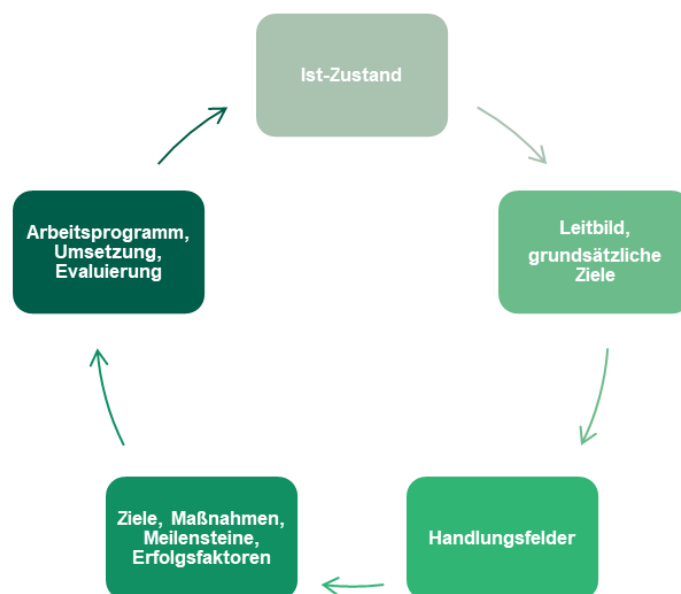 Ist-Zustand
Leitbild,
grundsätzliche
Ziele
Handlungsfelder
Ziele, Maßnahmen,
Meilensteine,
Erfolgsfaktoren
Arbeitsprogramm,
Umsetzung,
Evaluierung